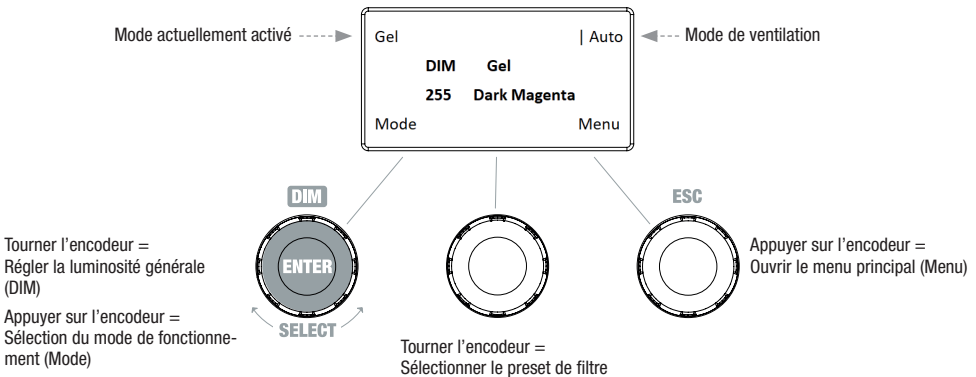 Mode actuellement activé
Gel | Auto
Mode de ventilation
DIM Gel
255 Dark Magenta
Mode Menu
DIM
ESC
ENTER
SELECT
Tourner l'encodeur =
Régler la luminosité générale
(DIM)
Appuyer sur l'encodeur =
Sélection du mode de fonctionne-
ment (Mode)
Tourner l'encodeur =
Sélectionner le preset de filtre
Appuyer sur l'encodeur =
Ouvrir le menu principal (Menu)